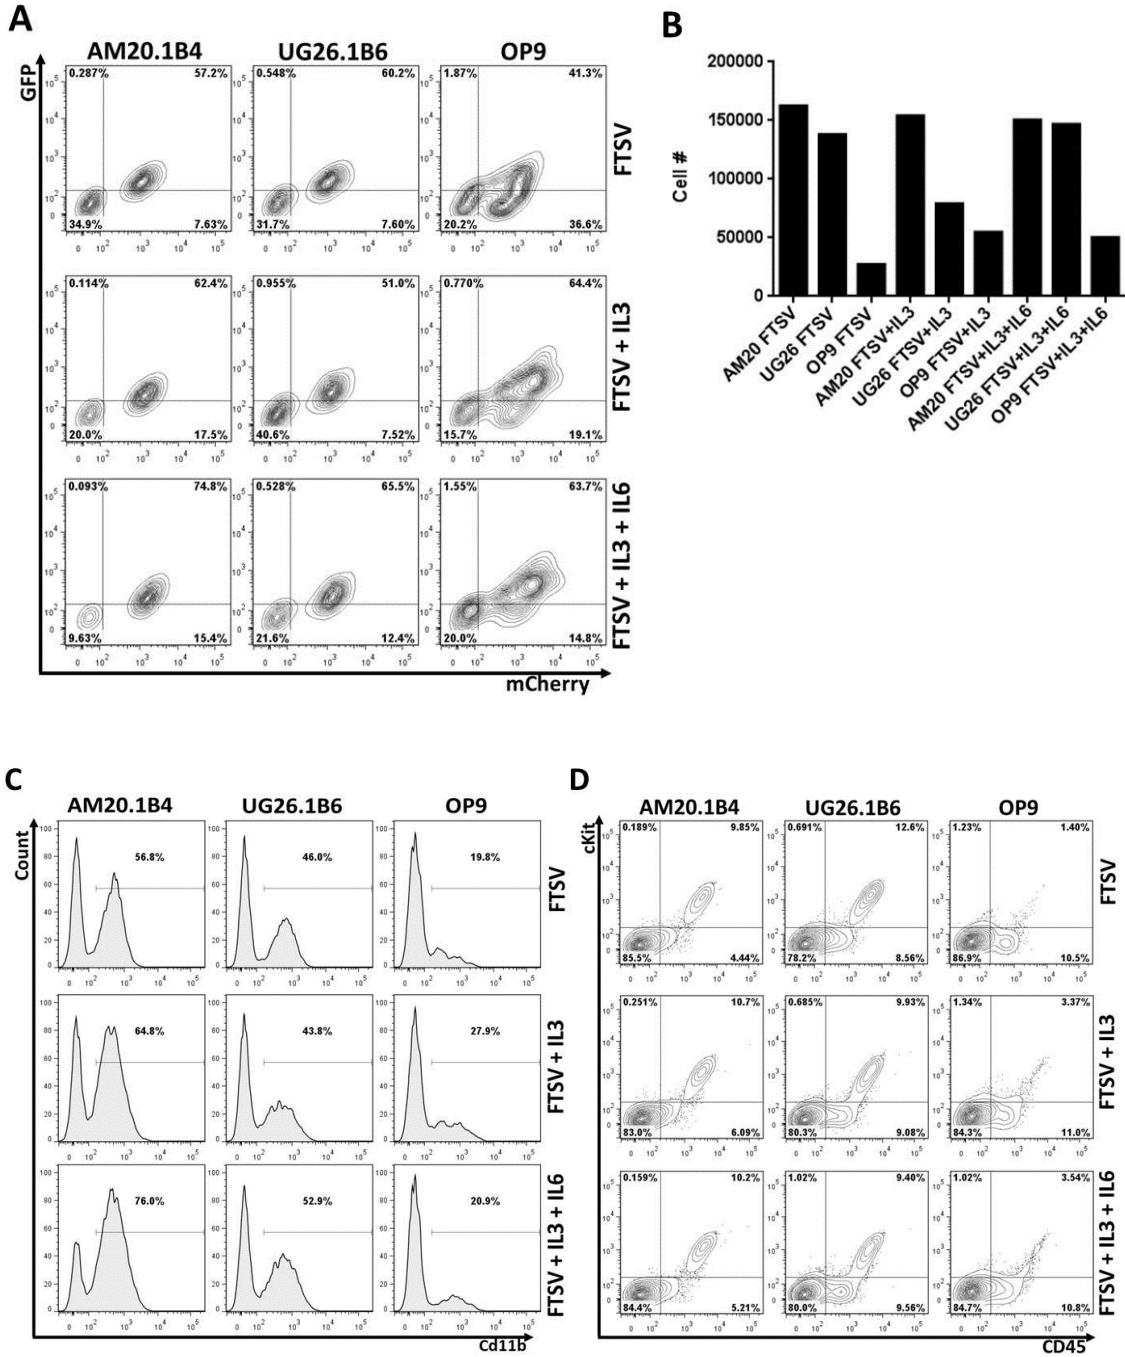 A
AM20.1B4 UG26.1B6 OP9
GFP
0.287% 57.2% 0.548% 60.2% 1.87% 41.3%
34.9% 7.63% 31.7% 7.60% 20.2% 36.6%
FTSV
0.114% 62.4% 0.955% 51.0% 0.770% 64.4%
20.0% 17.5% 40.6% 7.52% 15.7% 19.1%
FTSV + IL3
0.093% 74.8% 0.528% 65.5% 1.55% 63.7%
9.63% 15.4% 21.6% 12.4% 20.0% 14.8%
FTSV + IL3 + IL6
mCherry
B
Cell #
200000
150000
100000
50000
0
AM20 FTSV
UG26 FTSV
OP9 FTSV
AM20 FTSV+IL3
UG26 FTSV+IL3
OP9 FTSV+IL3
AM20 FTSV+IL3+IL6
UG26 FTSV+IL3+IL6
OP9 FTSV+IL3+IL6
C
AM20.1B4 UG26.1B6 OP9
Count
56.8% 46.0% 19.8%
FTSV
64.8% 43.8% 27.9%
FTSV + IL3
76.0% 52.9% 20.9%
FTSV + IL3 + IL6
Cd11b
D
AM20.1B4 UG26.1B6 OP9
cKit
0.189% 9.85% 0.691% 12.6% 1.23% 1.40%
85.5% 4.44% 78.2% 8.56% 86.9% 10.5%
FTSV
0.251% 10.7% 0.685% 9.93% 1.34% 3.37%
83.0% 6.09% 80.3% 9.08% 84.3% 11.0%
FTSV + IL3
0.159% 10.2% 1.02% 9.40% 1.02% 3.54%
84.4% 5.21% 80.0% 9.56% 84.7% 10.8%
FTSV + IL3 + IL6
CD45